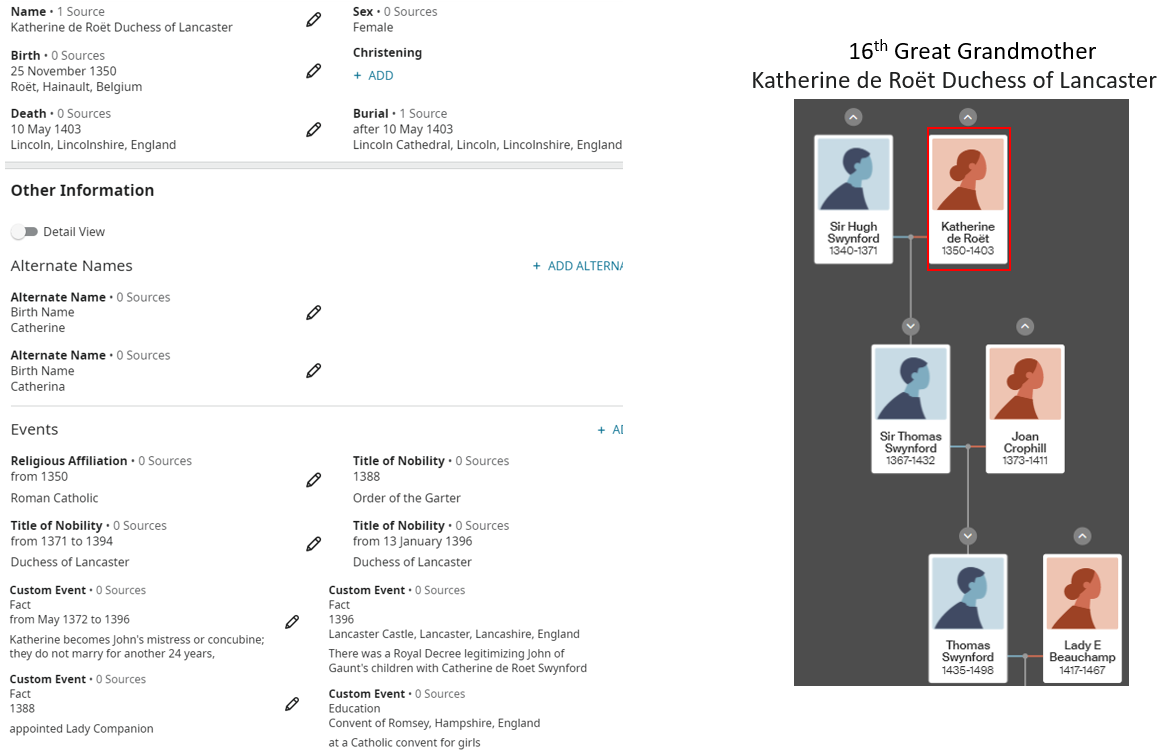 Name • 1 Source
Katherine de Roët Duchess of Lancaster
Sex • 0 Sources
Female
Birth • 0 Sources
25 November 1350
Roët, Hainault, Belgium
Christening
+ ADD
Death • 0 Sources
10 May 1403
Lincoln, Lincolnshire, England
Burial • 1 Source
after 10 May 1403
Lincoln Cathedral, Lincoln, Lincolnshire, England
Other Information
Detail View
Alternate Names
+ ADD ALTERNA
Alternate Name • 0 Sources
Birth Name
Catherine
Alternate Name • 0 Sources
Birth Name
Catherina
Events
+ AD
Religious Affiliation • 0 Sources
from 1350
Roman Catholic
Title of Nobility • 0 Sources
1388
Order of the Garter
Title of Nobility • 0 Sources
from 1371 to 1394
Duchess of Lancaster
Title of Nobility • 0 Sources
from 13 January 1396
Duchess of Lancaster
Custom Event • 0 Sources
Fact
from May 1372 to 1396
Katherine becomes John's mistress or concubine;
they do not marry for another 24 years,
Custom Event • 0 Sources
Fact
1396
Lancaster Castle, Lancaster, Lancashire, England
There was a Royal Decree legitimizing John of
Gaunt's children with Catherine de Roet Swynford
Custom Event • 0 Sources
Fact
1388
appointed Lady Companion
Custom Event • 0 Sources
Education
Convent of Romsey, Hampshire, England
at a Catholic convent for girls
16th Great Grandmother
Katherine de Roët Duchess of Lancaster
Sir Hugh
Swynford
1340-1371
Katherine
de Roët
1350-1403
Sir Thomas
Swynford
1367-1432
Joan
Crophill
1373-1411
Thomas
Swynford
1435-1498
Lady E
Beauchamp
1417-1467